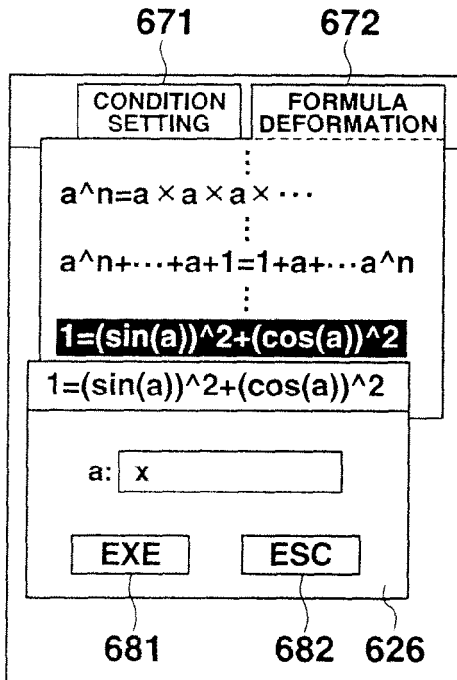 671 672
CONDITION SETTING FORMULA DEFORMATION
a^n=a×a×a×···
a^n+···+a+1=1+a+···a^n
1=(sin(a))^2+(cos(a))^2
1=(sin(a))^2+(cos(a))^2
a: x
EXE ESC
681 682 626